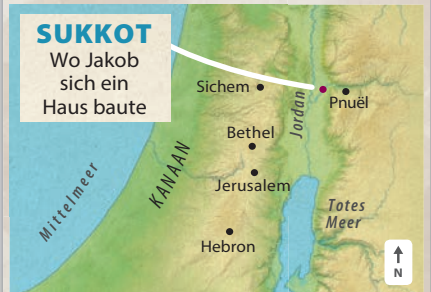 SUKKOT
Wo Jakob
sich ein
Haus baute
Sichem
Pnuël
Jordan
Bethel
KANAAN
Jerusalem
Mittelmeer
Totes
Meer
Hebron
N